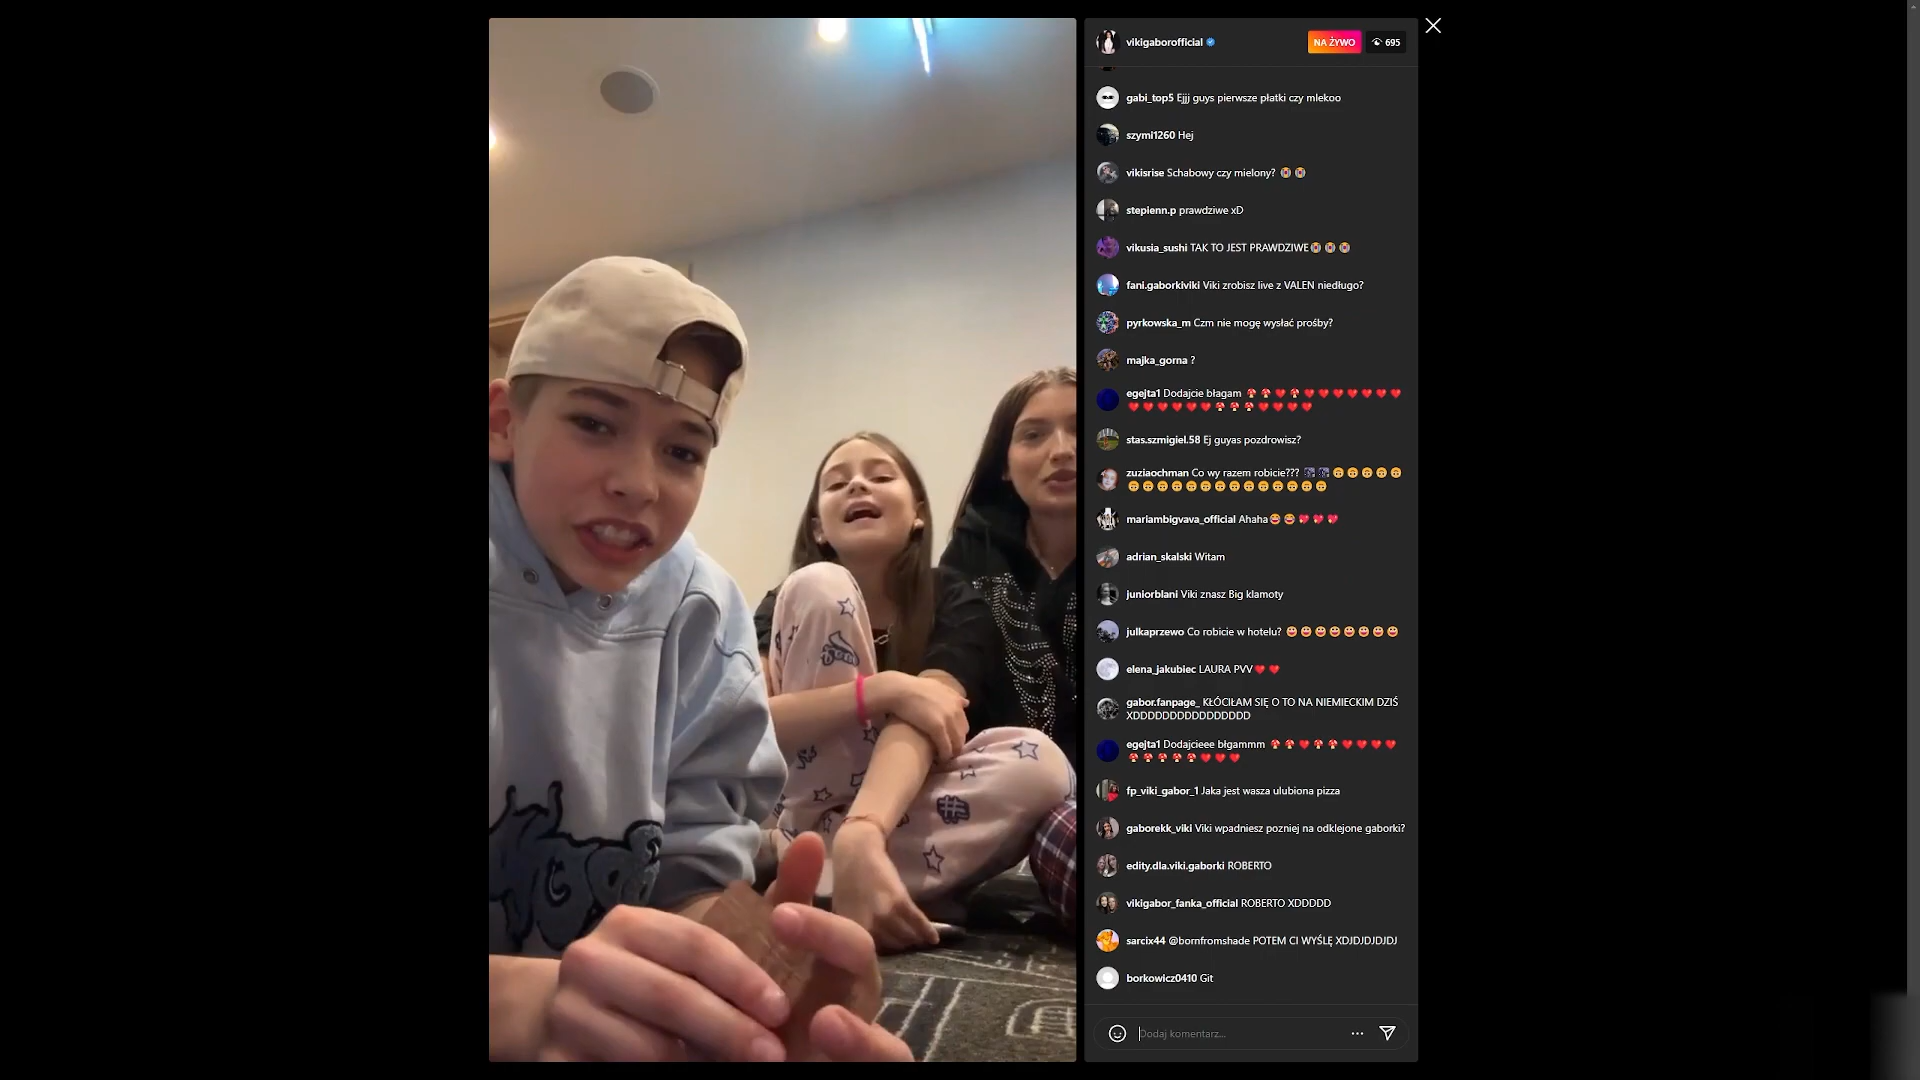 vikigaborofficial
NA ŻYWO
695
gabi_top5 Ejjj guys pierwsze płatki czy mlekoo
szymi1260 Hej
vikisrise Schabowy czy mielony?
stepienn.p prawdziwe xD
vikusia_sushi TAK TO JEST PRAWDZIWE
fani.gaborkiviki Viki zrobisz live z VALEN niedługo?
pyrkowska_m Czm nie mogę wysłać prośby?
majka_gorna ?
egejta1 Dodajcie błagam
stas.szmigiel.58 Ej guyas pozdrowisz?
zuziaochman Co wy razem robicie???
mariambigvava_official Ahaha
adrian_skalski Witam
juniorblani Viki znasz Big klamoty
julkaprzewo Co robicie w hotelu?
elena_jakubiec LAURA PVV
gabor.fanpage_ KŁÓCIŁAM SIĘ O TO NA NIEMIECKIM DZIŚ
XDDDDDDDDDDDDDDDD
egejta1 Dodajcieee błgammm
fp_viki_gabor_1 Jaka jest wasza ulubiona pizza
gaborekk_viki Viki wpadniesz pozniej na odklejone gaborki?
edity.dla.viki.gaborki ROBERTO
vikigabor_fanka_official ROBERTO XDDDDD
sarcix44 @bornfromshade POTEM CI WYŚLĘ XDJDJDJDJDJ
borkowicz0410 Git
Dodaj komentarz...